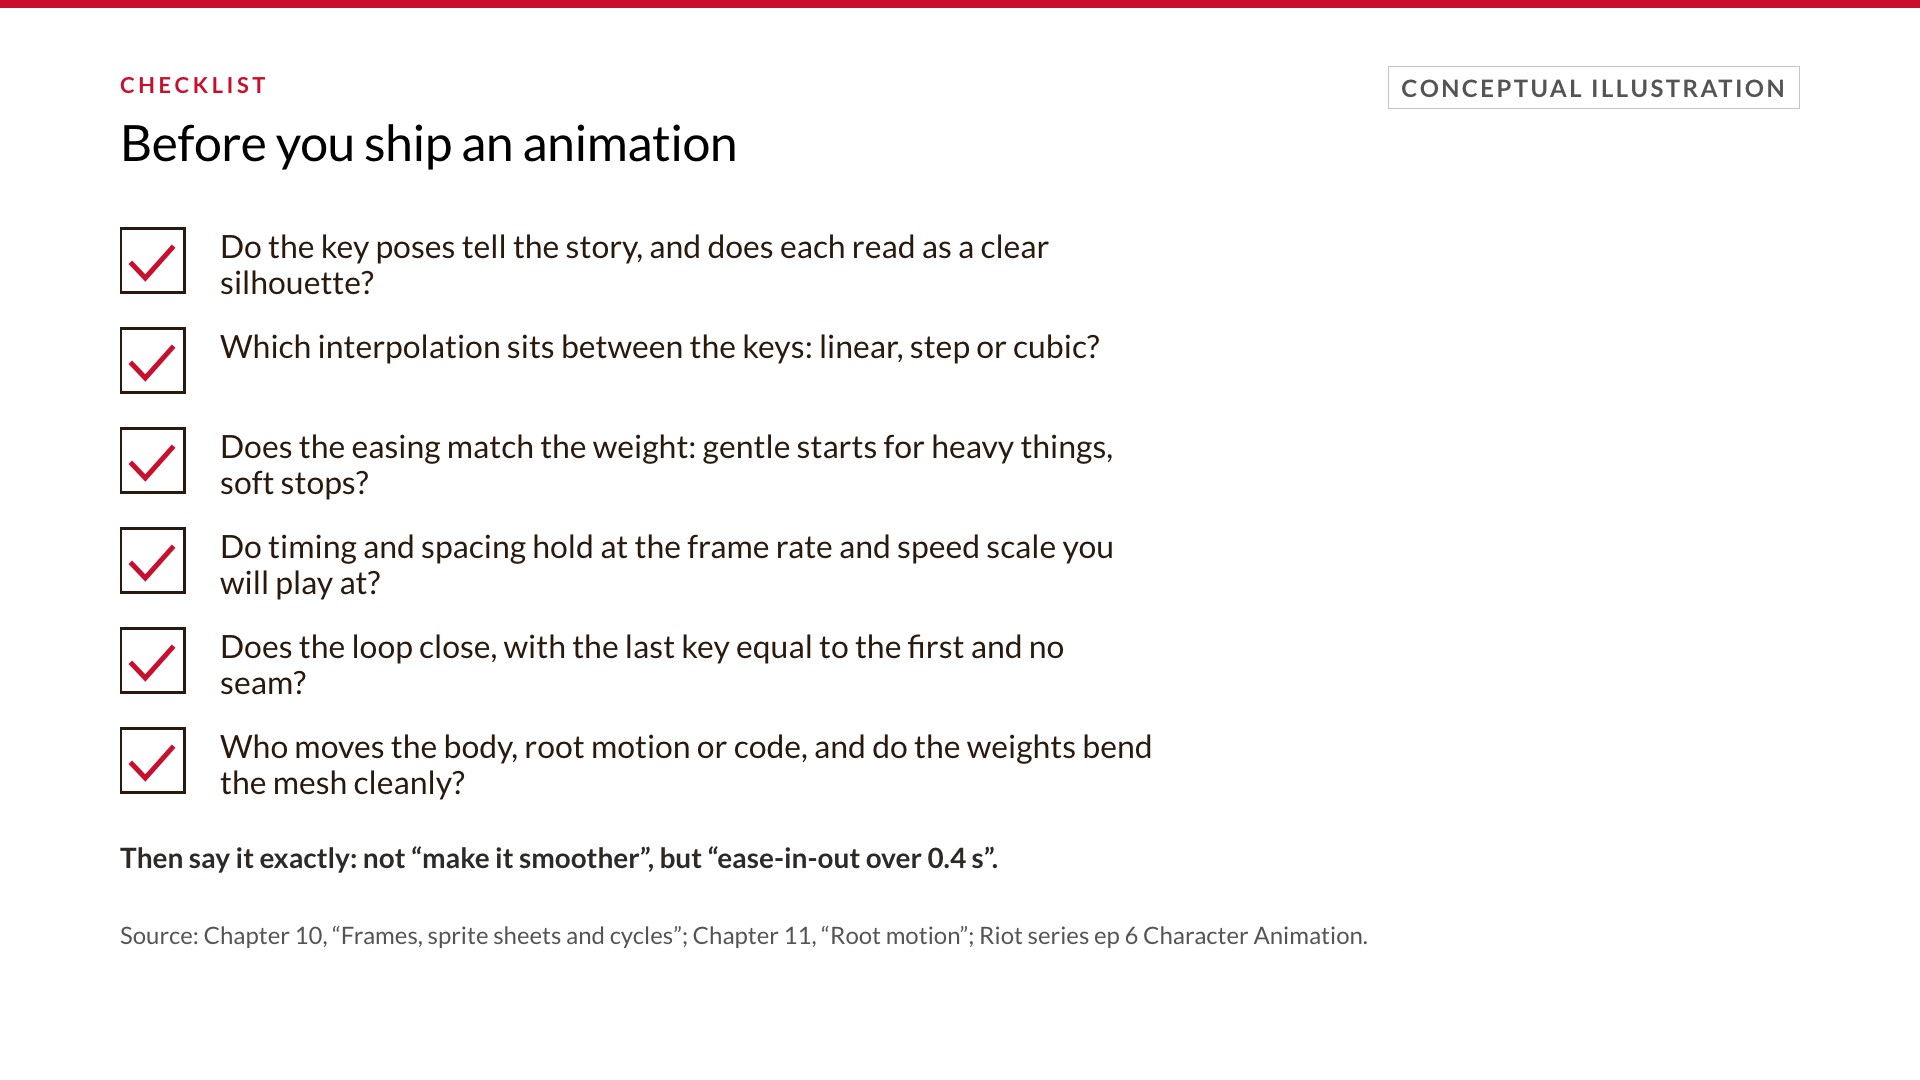 CHECKLIST
CONCEPTUAL ILLUSTRATION
Before you ship an animation
Do the key poses tell the story, and does each read as a clear
silhouette?
Which interpolation sits between the keys: linear, step or cubic?
Does the easing match the weight: gentle starts for heavy things,
soft stops?
Do timing and spacing hold at the frame rate and speed scale you
will play at?
Does the loop close, with the last key equal to the first and no
seam?
Who moves the body, root motion or code, and do the weights bend
the mesh cleanly?
Then say it exactly: not “make it smoother”, but “ease-in-out over 0.4 s”.
Source: Chapter 10, “Frames, sprite sheets and cycles”; Chapter 11, “Root motion”; Riot series ep 6 Character Animation.